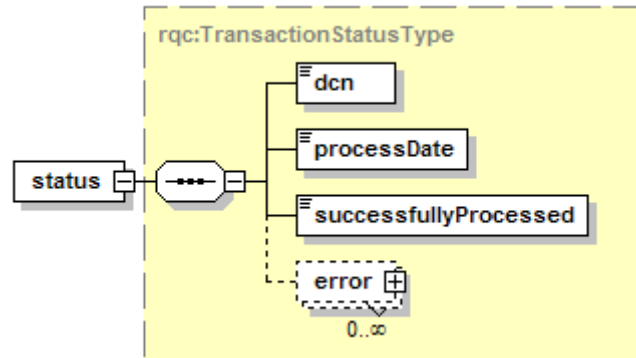 rqc:TransactionStatusType
dcn
processDate
status
successfullyProcessed
error
0..∞